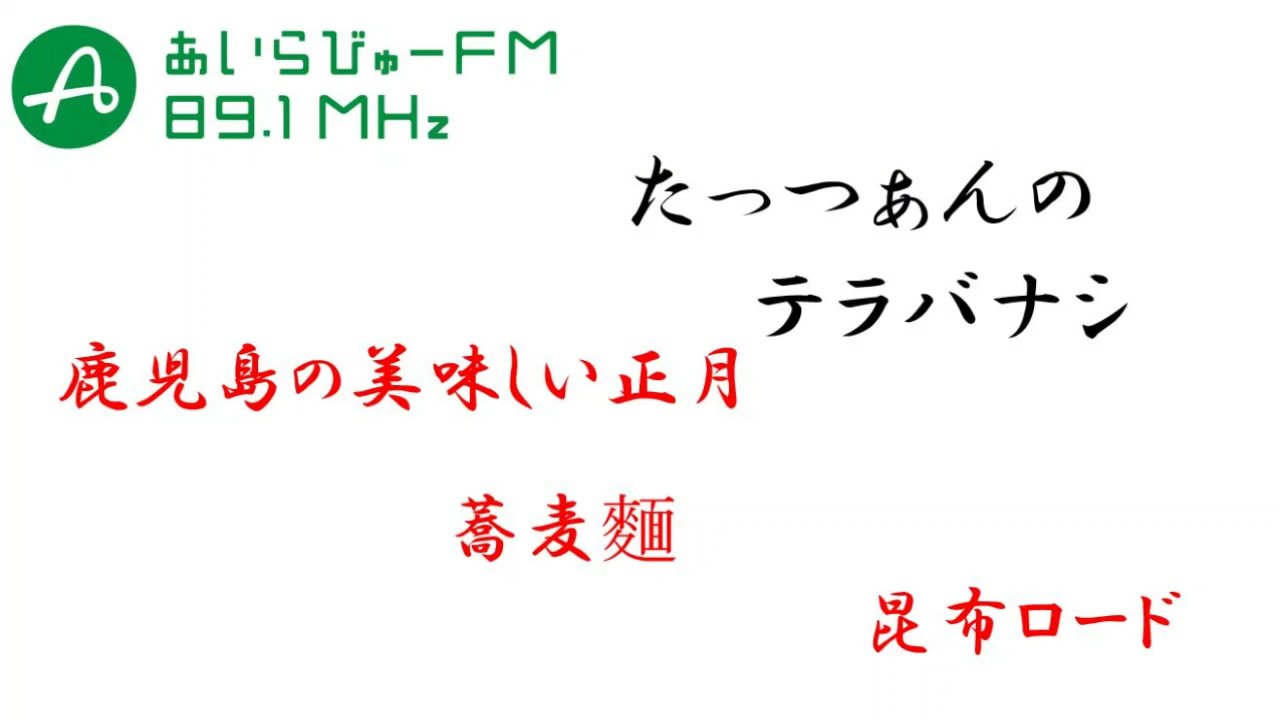 あいらびゅーFM
89.1 MHz
たっつぁんの
テラバナシ
鹿児島の美味しい正月
蕎麦麵
昆布ロード